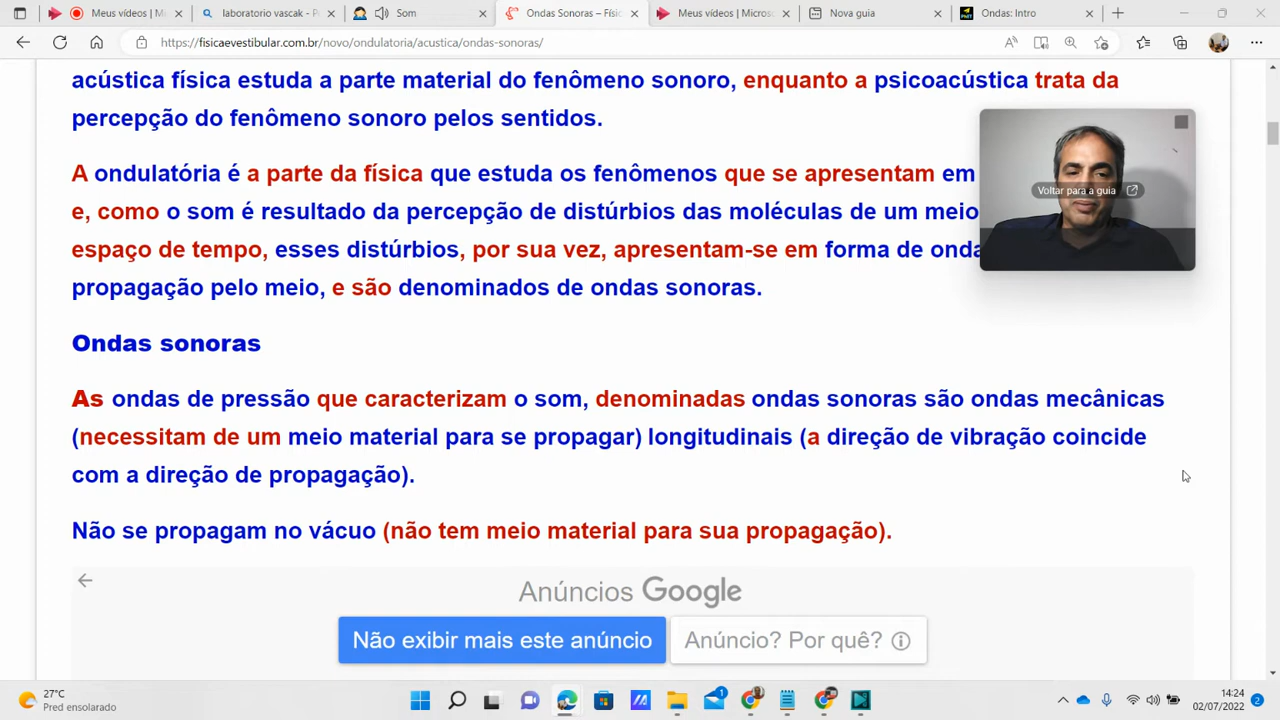 Meus vídeos | M
laboratorio vascak - P
Som
Ondas Sonoras – Físi
Meus vídeos | Micros
Nova guia
Ondas: Intro
https://fisicaevestibular.com.br/novo/ondulatoria/acustica/ondas-sonoras/
acústica física estuda a parte material do fenômeno sonoro, enquanto a psicoacústica trata da
percepção do fenômeno sonoro pelos sentidos.
A ondulatória é a parte da física que estuda os fenômenos que se apresentam em
e, como o som é resultado da percepção de distúrbios das moléculas de um meio
espaço de tempo, esses distúrbios, por sua vez, apresentam-se em forma de onda
propagação pelo meio, e são denominados de ondas sonoras.
Voltar para a guia
Ondas sonoras
As ondas de pressão que caracterizam o som, denominadas ondas sonoras são ondas mecânicas
(necessitam de um meio material para se propagar) longitudinais (a direção de vibração coincide
com a direção de propagação).
Não se propagam no vácuo (não tem meio material para sua propagação).
Anúncios Google
Não exibir mais este anúncio
Anúncio? Por quê?
27°C
Pred ensolarado
14:24
02/07/2022